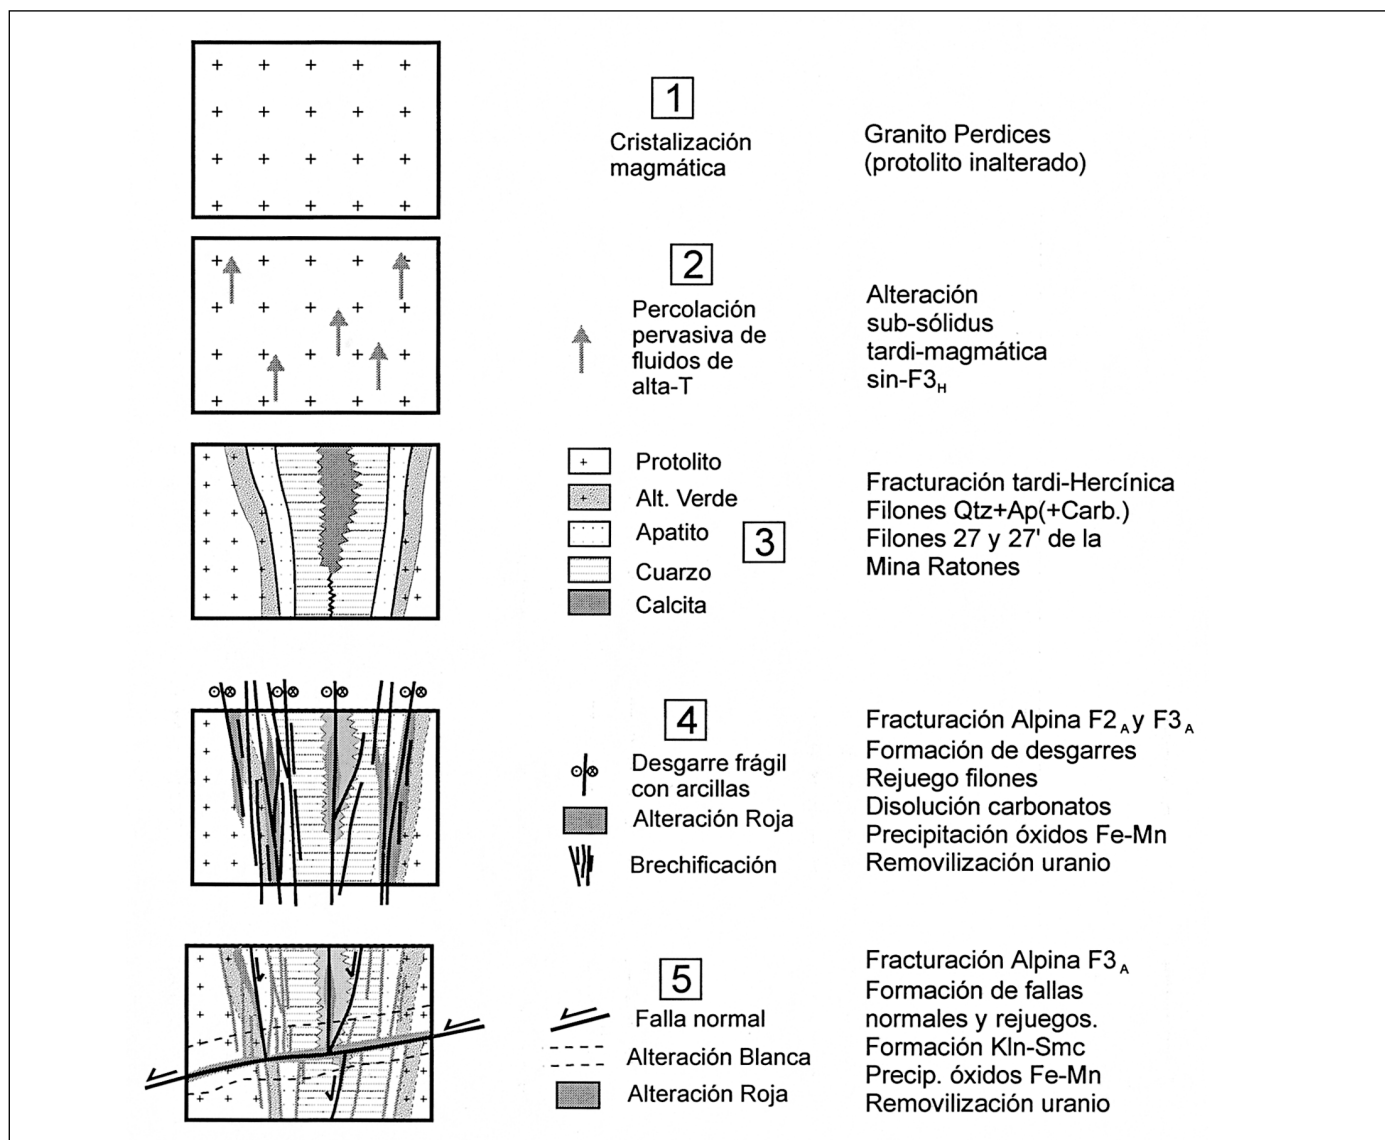 1
Cristalización
magmática
Granito Perdices
(protolito inalterado)
2
Percolación
pervasiva de
fluidos de
alta-T
Alteración
sub-sólidus
tardi-magmática
sin-F3H
Protolito
Alt. Verde
Apatito
Cuarzo
Calcita
3
Fracturación tardi-Hercínica
Filones Qtz+Ap(+Carb.)
Filones 27 y 27' de la
Mina Ratones
4
Desgarre frágil
con arcillas
Alteración Roja
Brechificación
Fracturación Alpina F2A y F3A
Formación de desgarres
Rejuego filones
Disolución carbonatos
Precipitación óxidos Fe-Mn
Removilización uranio
5
Falla normal
Alteración Blanca
Alteración Roja
Fracturación Alpina F3A
Formación de fallas
normales y rejuegos.
Formación Kln-Smc
Precip. óxidos Fe-Mn
Removilización uranio